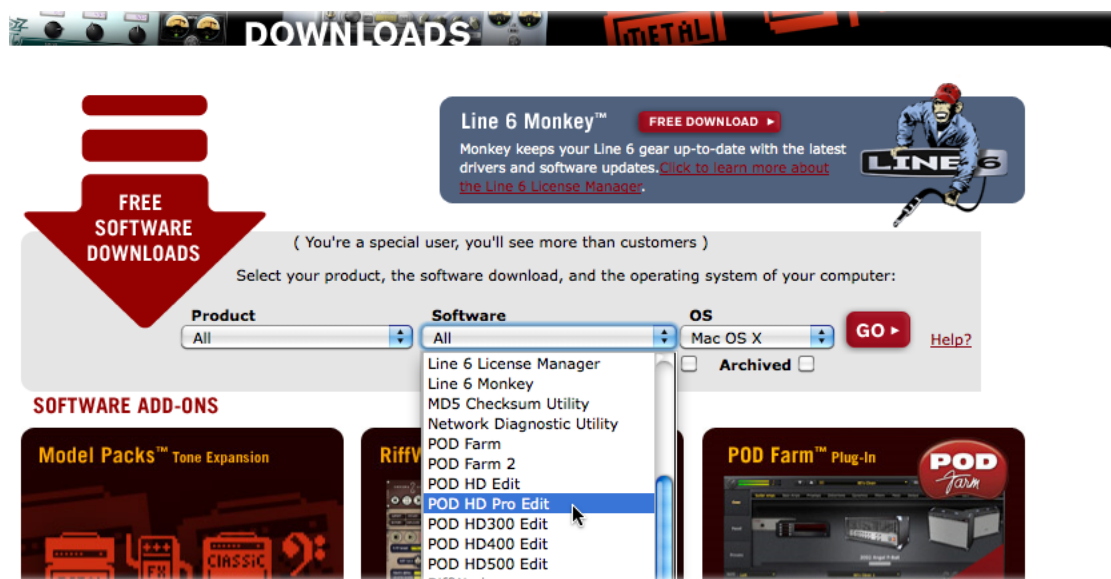 DOWNLOADS
METAL
Line 6 Monkey™
FREE DOWNLOAD
Monkey keeps your Line 6 gear up-to-date with the latest
drivers and software updates.Click to learn more about
the Line 6 License Manager.
LINE 6
FREE
SOFTWARE
DOWNLOADS
( You're a special user, you'll see more than customers )
Select your product, the software download, and the operating system of your computer:
Product Software OS
All All Mac OS X GO Help?
Archived
Line 6 License Manager
Line 6 Monkey
MD5 Checksum Utility
Network Diagnostic Utility
POD Farm
POD Farm 2
POD HD Edit
POD HD Pro Edit
POD HD300 Edit
POD HD400 Edit
POD HD500 Edit
SOFTWARE ADD-ONS
Model Packs™ Tone Expansion
FX
CLASSIC
POD Farm™ Plug-In
POD
Farm